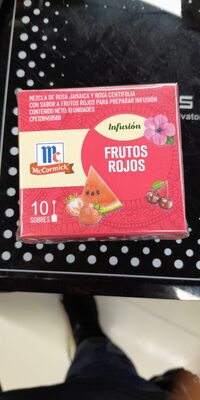 MEZCLA DE ROSA JAMAICA Y ROSA CENTIFOLIA
CON SABOR A FRUTOS ROJOS PARA PREPARAR INFUSIÓN
CONTENIDO NETO: 10 UNIDADES
Infusión
Mc
McCormick
FRUTOS
ROJOS
10
SOBRES